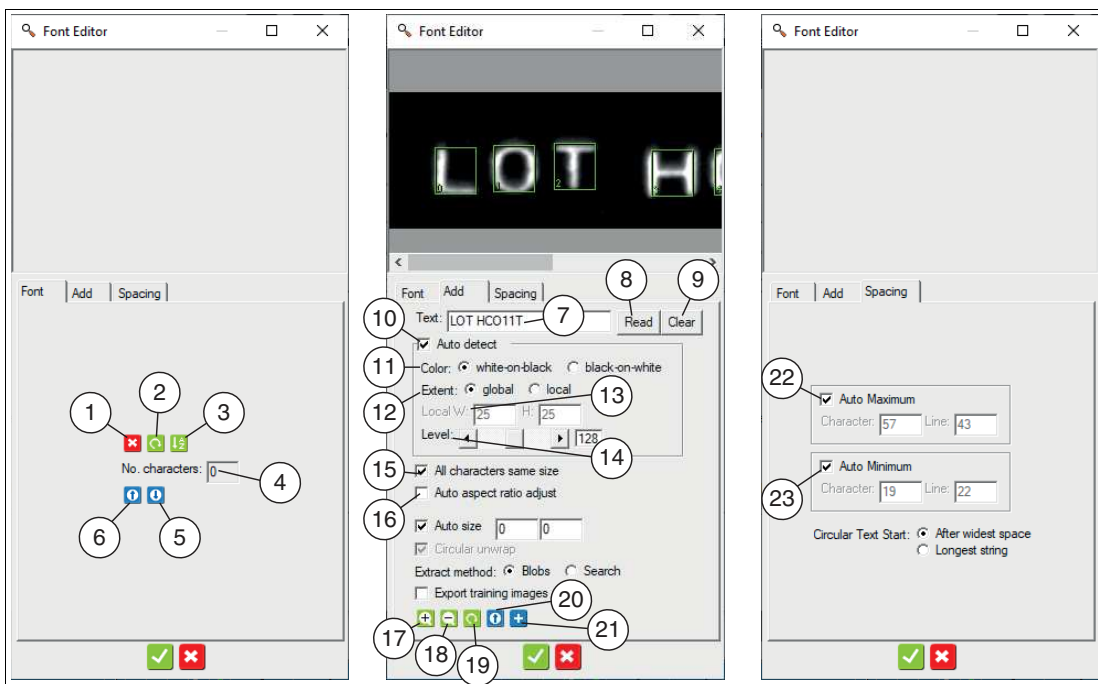 Font Editor
Font Add Spacing
1
2
3
No. characters: 0
4
6
5
Font Editor
LOT H
0 1 2
8
9
Font Add Spacing
Text: LOT HCO11T Read Clear
7
10
Auto detect
11
Color: white-on-black black-on-white
12
Extent: global local
13
Local W: 25 H: 25
Level: 128
14
15
All characters same size
16
Auto aspect ratio adjust
Auto size 0 0
Circular unwrap
Extract method: Blobs Search
Export training images
20
17
18
19
21
Font Editor
Font Add Spacing
22
Auto Maximum
Character: 57 Line: 43
Auto Minimum
23
Character: 19 Line: 22
Circular Text Start: After widest space
Longest string